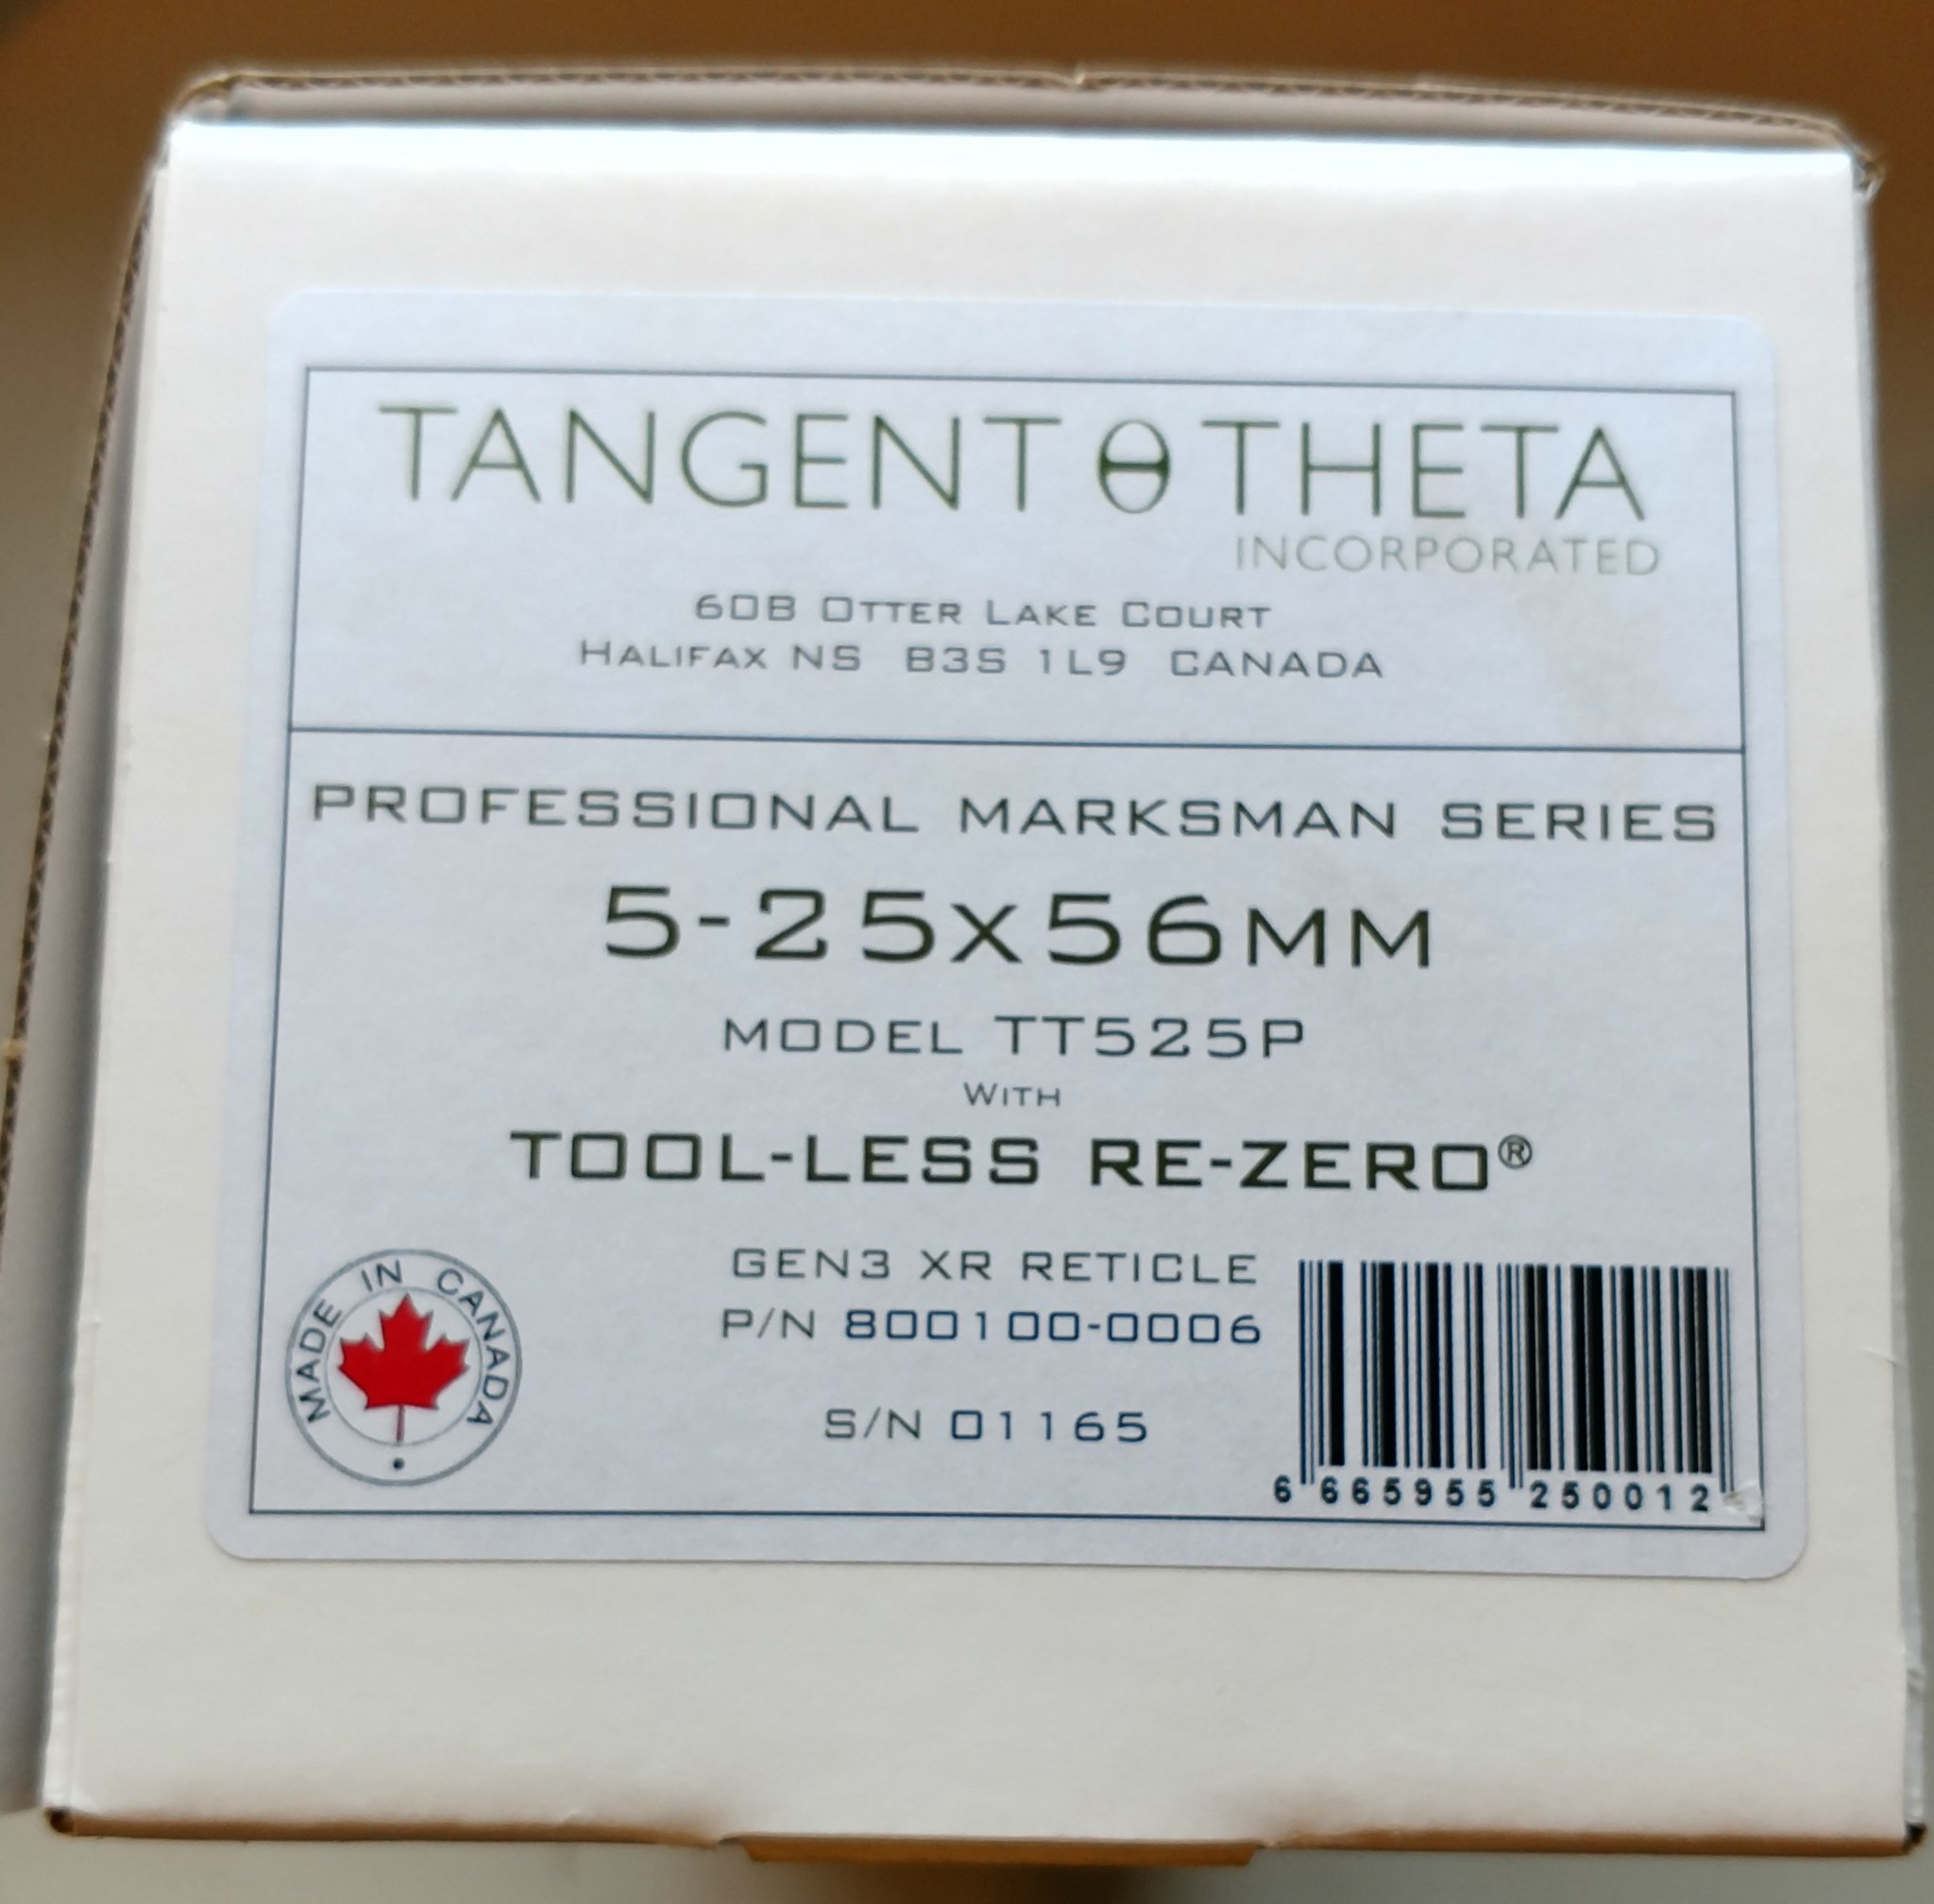 TANGENT θ THETA
INCORPORATED
60B OTTER LAKE COURT
HALIFAX NS B3S 1L9 CANADA
PROFESSIONAL MARKSMAN SERIES
5-25x56MM
MODEL TT525P
WITH
TOOL-LESS RE-ZERO®
GEN3 XR RETICLE
P/N 800100-0006
S/N 01165
MADE IN CANADA
6 665955 250012